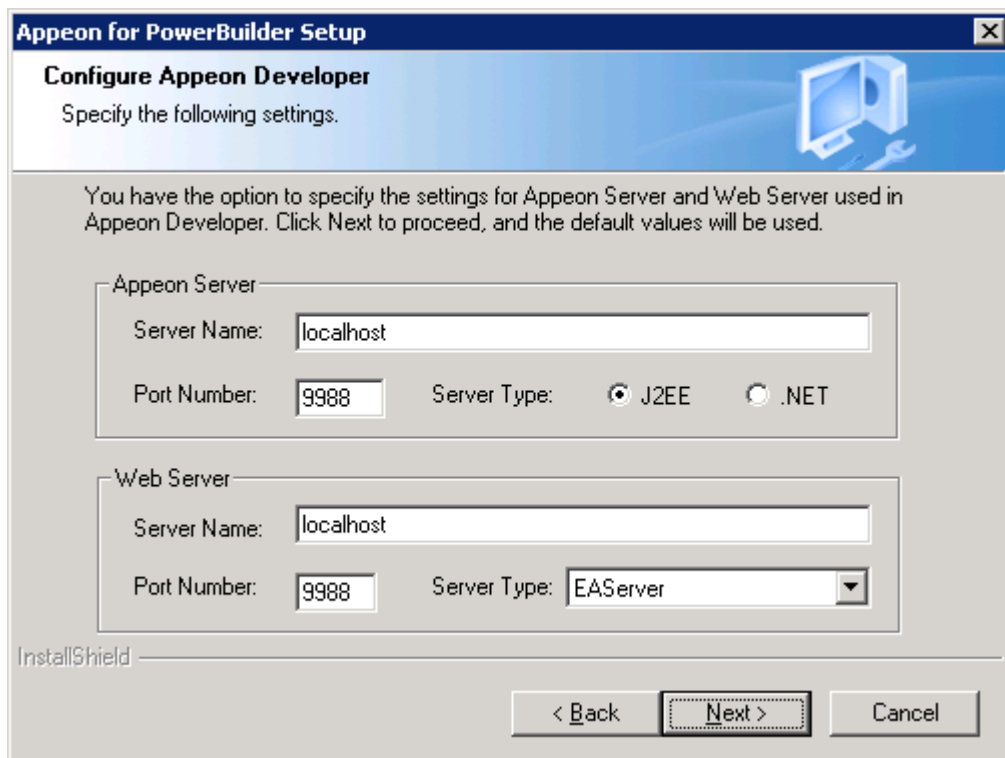 Appeon for PowerBuilder Setup
Configure Appeon Developer
Specify the following settings.
You have the option to specify the settings for Appeon Server and Web Server used in
Appeon Developer. Click Next to proceed, and the default values will be used.
Appeon Server
Server Name: localhost
Port Number: 9988 Server Type: J2EE .NET
Web Server
Server Name: localhost
Port Number: 9988 Server Type: EAServer
InstallShield
< Back Next > Cancel